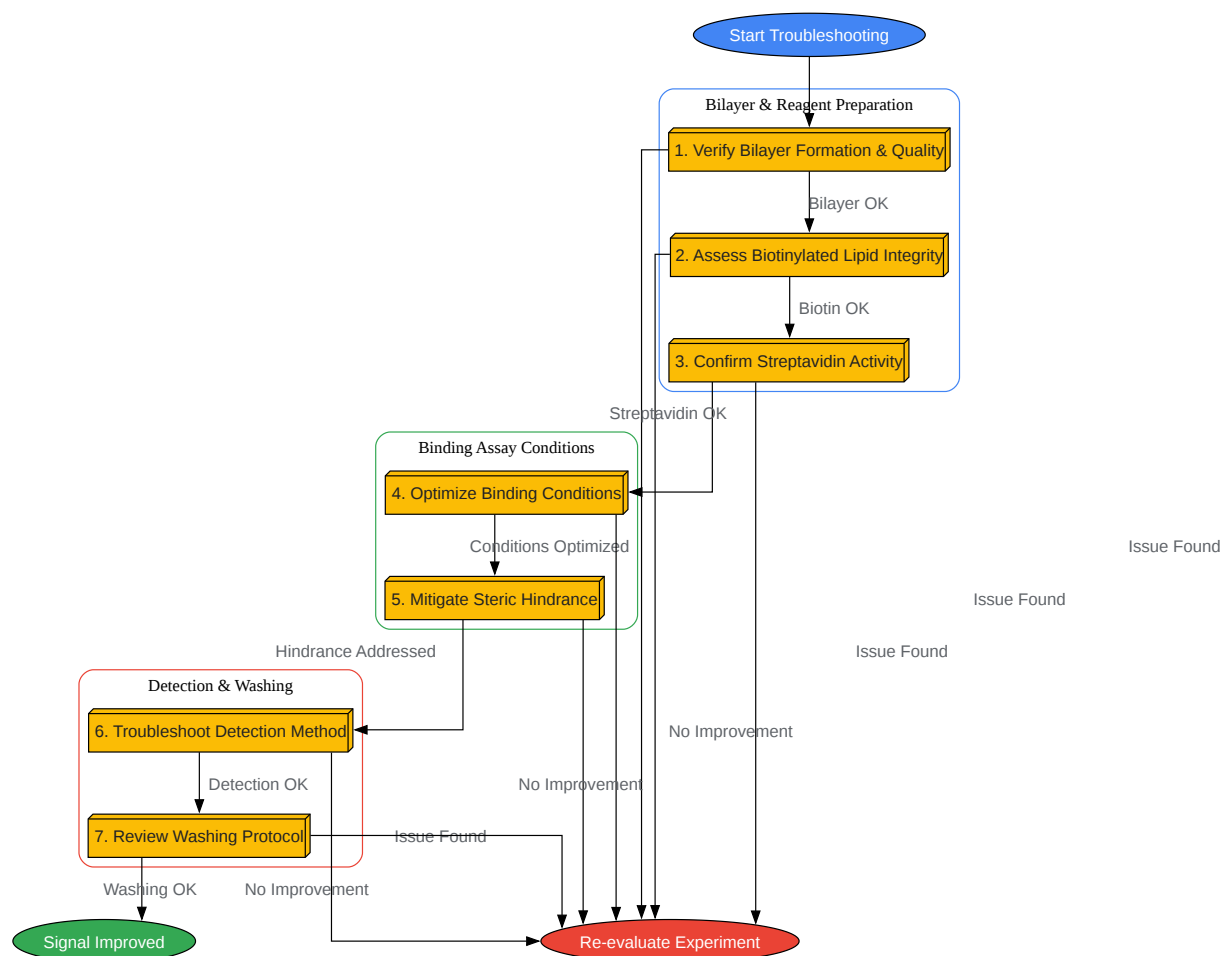 Start Troubleshooting
Bilayer & Reagent Preparation
1. Verify Bilayer Formation & Quality
Bilayer OK
2. Assess Biotinylated Lipid Integrity
Biotin OK
3. Confirm Streptavidin Activity
Streptavidin OK
Binding Assay Conditions
4. Optimize Binding Conditions
Conditions Optimized
Issue Found
5. Mitigate Steric Hindrance
Issue Found
Hindrance Addressed
Issue Found
Detection & Washing
6. Troubleshoot Detection Method
No Improvement
Detection OK
No Improvement
7. Review Washing Protocol
Issue Found
Washing OK
No Improvement
Signal Improved
Re-evaluate Experiment